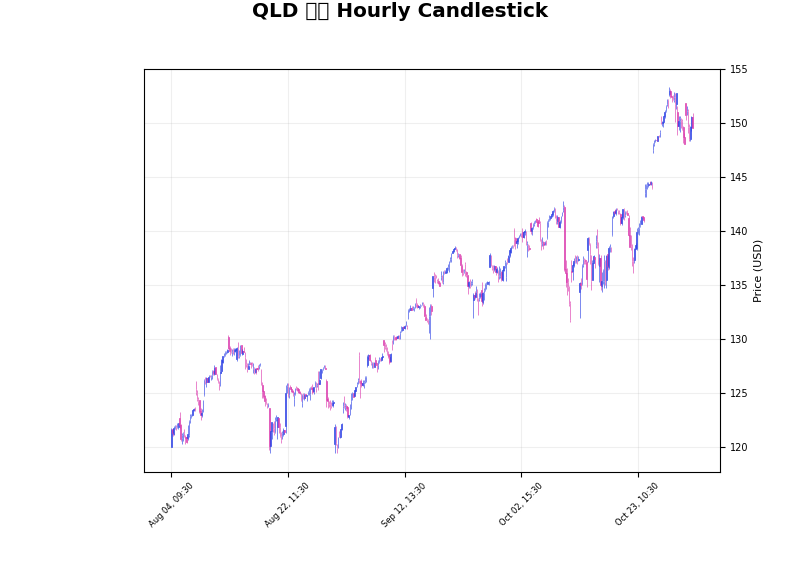 QLD Hourly Candlestick
155
150
145
140
135
130
125
120
Price (USD)
Aug 04, 09:30
Aug 22, 11:30
Sep 12, 13:30
Oct 02, 15:30
Oct 23, 10:30